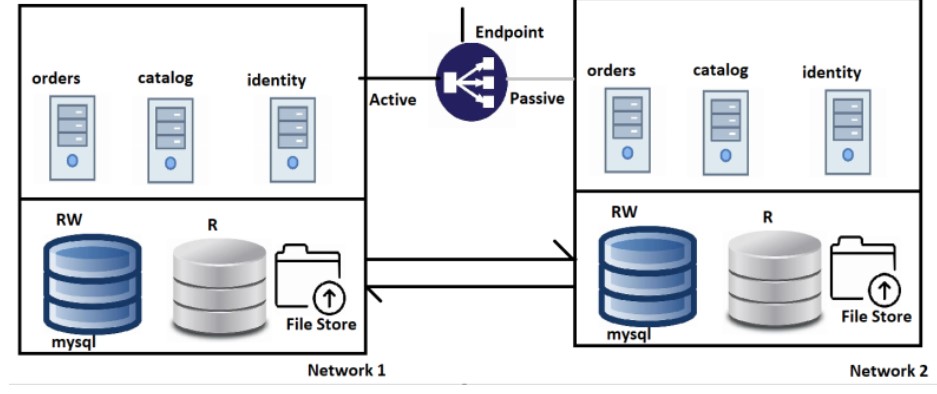 Endpoint
orders
catalog
identity
Active
Passive
orders
catalog
identity
RW
R
File Store
mysql
RW
R
File Store
mysql
Network 1
Network 2